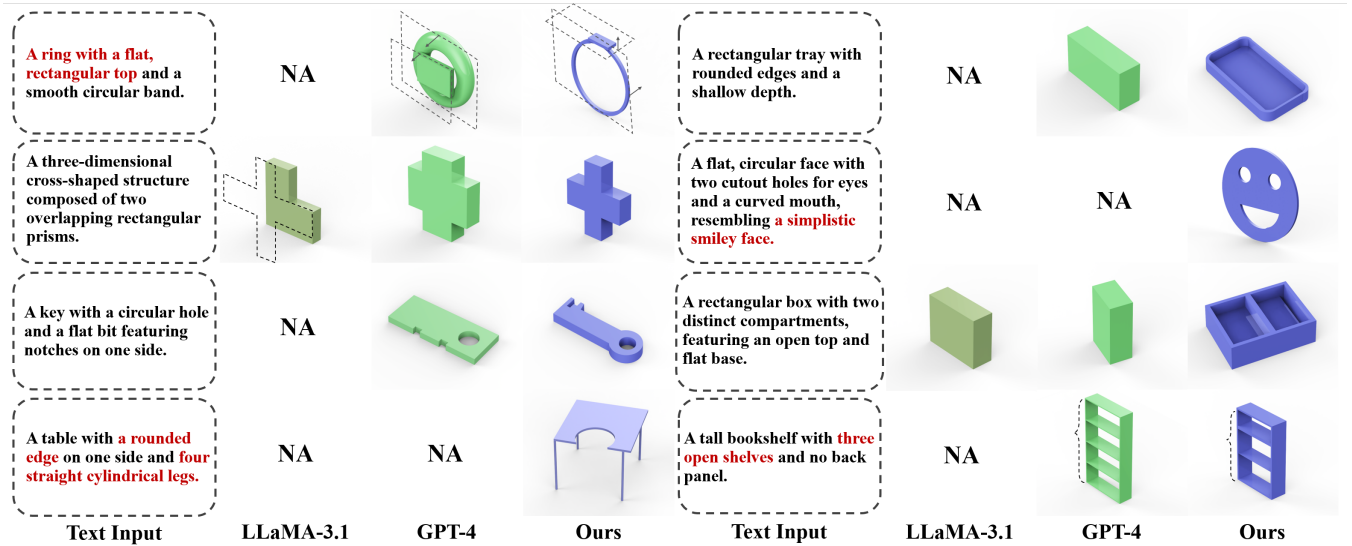 A ring with a flat,
rectangular top and a
smooth circular band.
NA
A rectangular tray with
rounded edges and a
shallow depth.
NA
A three-dimensional
cross-shaped structure
composed of two
overlapping rectangular
prisms.
A flat, circular face with
two cutout holes for eyes
and a curved mouth,
resembling a simplistic
smiley face.
NA
NA
A key with a circular hole
and a flat bit featuring
notches on one side.
NA
A rectangular box with two
distinct compartments,
featuring an open top and
flat base.
A table with a rounded
edge on one side and four
straight cylindrical legs.
NA
NA
A tall bookshelf with three
open shelves and no back
panel.
NA
Text Input
LLaMA-3.1
GPT-4
Ours
Text Input
LLaMA-3.1
GPT-4
Ours